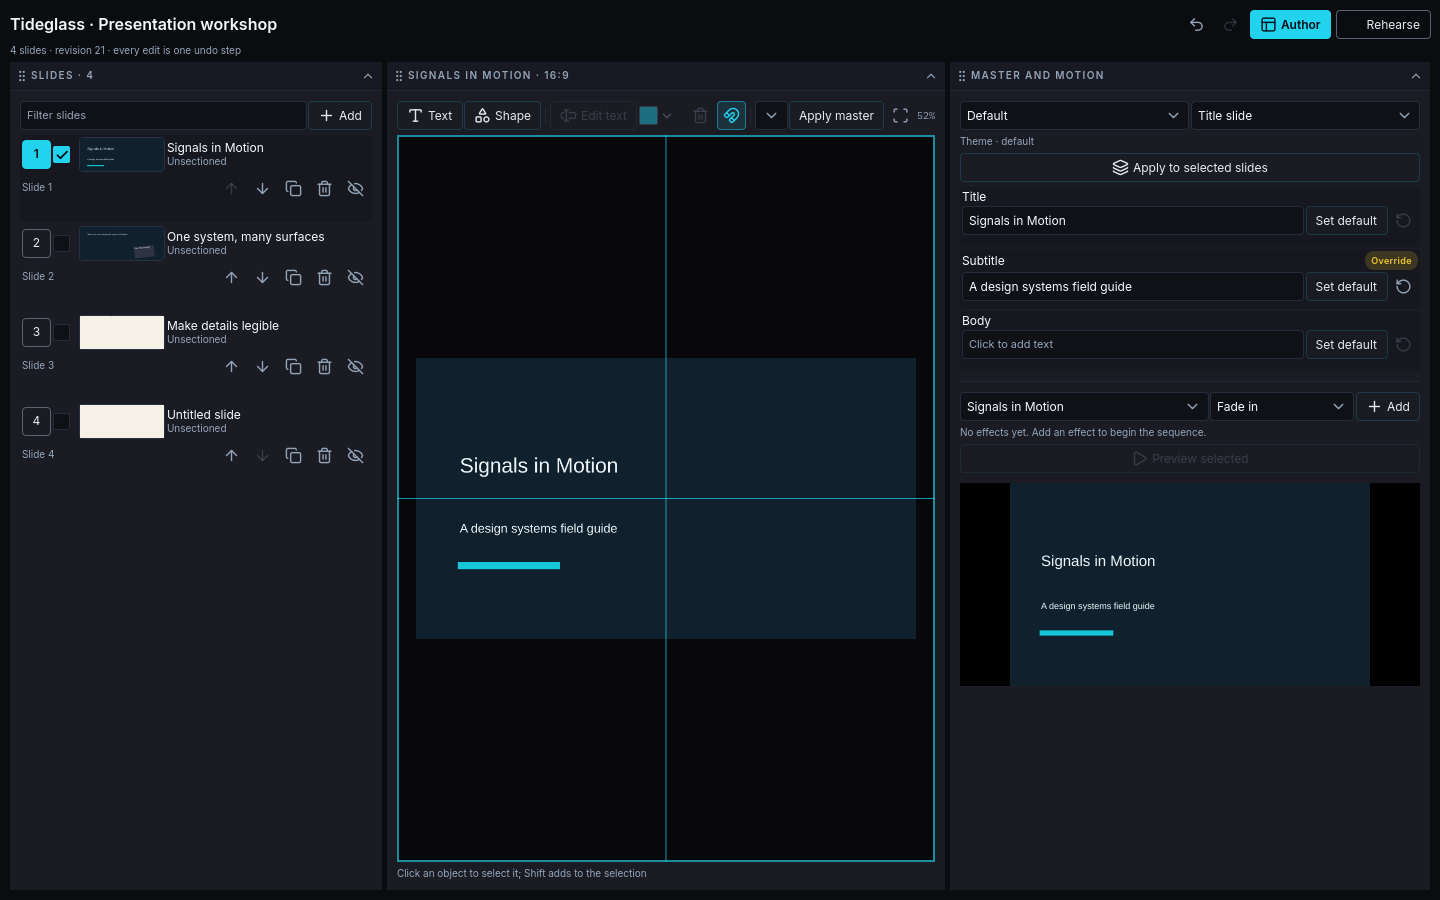 Tideglass · Presentation workshop
4 slides · revision 21 · every edit is one undo step
Author
Rehearse
SLIDES · 4
Filter slides
Add
1
Signals in Motion
Unsectioned
Slide 1
2
One system, many surfaces
Unsectioned
Slide 2
3
Make details legible
Unsectioned
Slide 3
4
Untitled slide
Unsectioned
Slide 4
SIGNALS IN MOTION · 16:9
Text
Shape
Edit text
Apply master
52%
Signals in Motion
A design systems field guide
Click an object to select it; Shift adds to the selection
MASTER AND MOTION
Default
Title slide
Theme · default
Apply to selected slides
Title
Signals in Motion
Set default
Subtitle
Override
A design systems field guide
Set default
Body
Click to add text
Set default
Signals in Motion
Fade in
Add
No effects yet. Add an effect to begin the sequence.
Preview selected
Signals in Motion
A design systems field guide